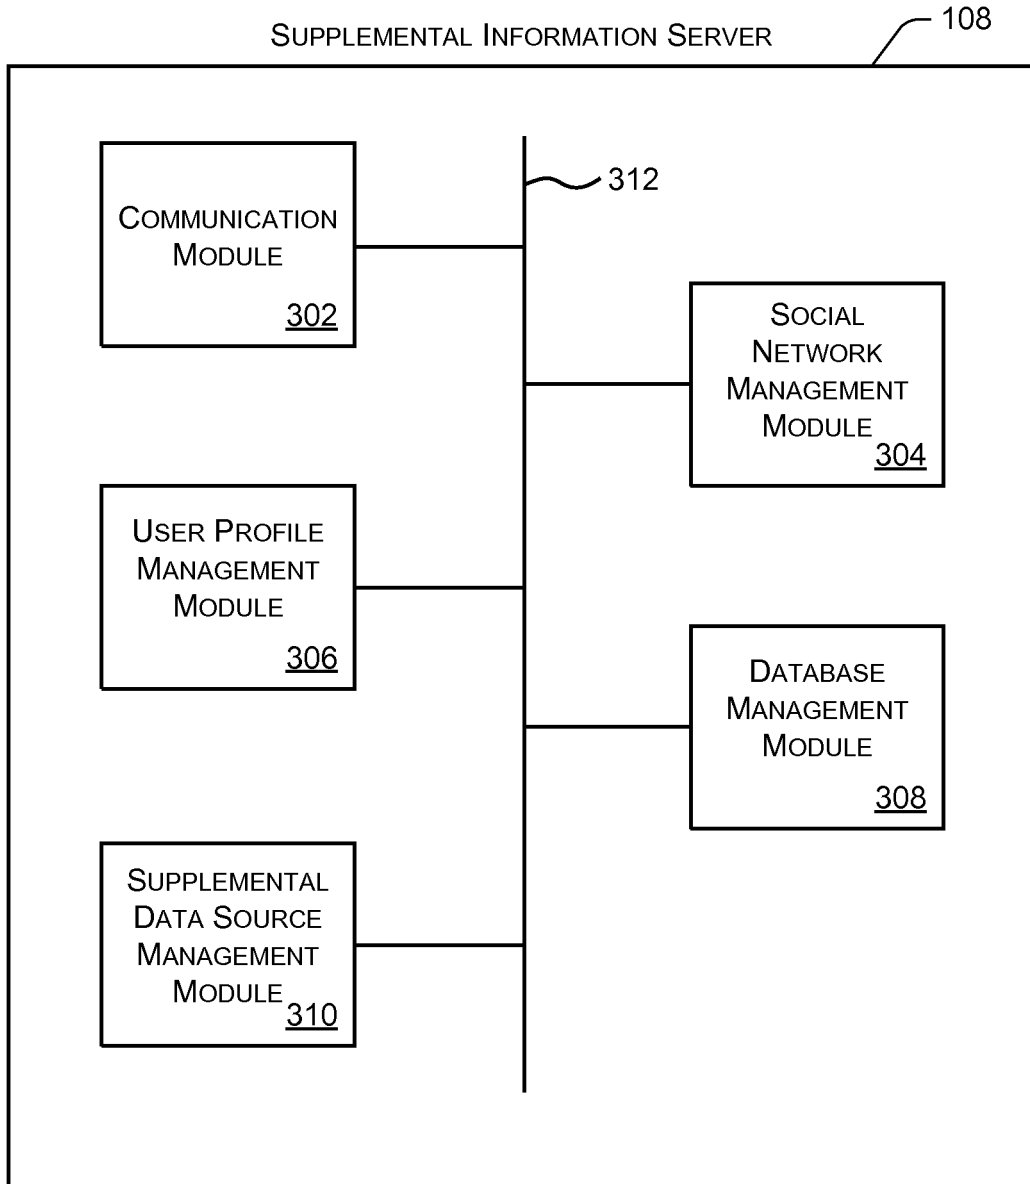 108
SUPPLEMENTAL INFORMATION SERVER
312
COMMUNICATION
MODULE
302
SOCIAL
NETWORK
MANAGEMENT
MODULE
304
USER PROFILE
MANAGEMENT
MODULE
306
DATABASE
MANAGEMENT
MODULE
308
SUPPLEMENTAL
DATA SOURCE
MANAGEMENT
MODULE
310